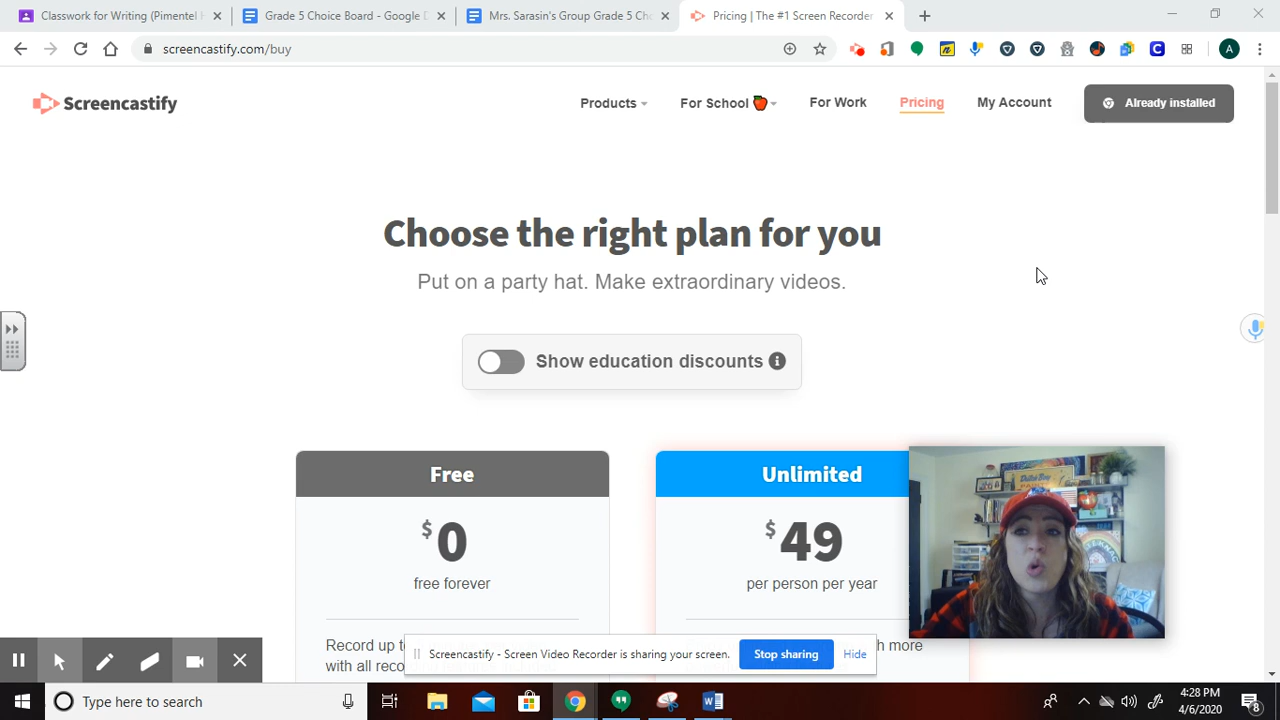 Classwork for Writing (Pimentel H
Grade 5 Choice Board - Google D
Mrs. Sarasin's Group Grade 5 Cho
Pricing | The #1 Screen Recorder
screencastify.com/buy
A
Screencastify
Products
For School
For Work
Pricing
My Account
Already installed
Choose the right plan for you
Put on a party hat. Make extraordinary videos.
Show education discounts
Free
Unlimited
$0
$49
free forever
per person per year
Record up t
h more
with all reco
Screencastify - Screen Video Recorder is sharing your screen.
Stop sharing
Hide
Type here to search
4:28 PM
4/6/2020
8